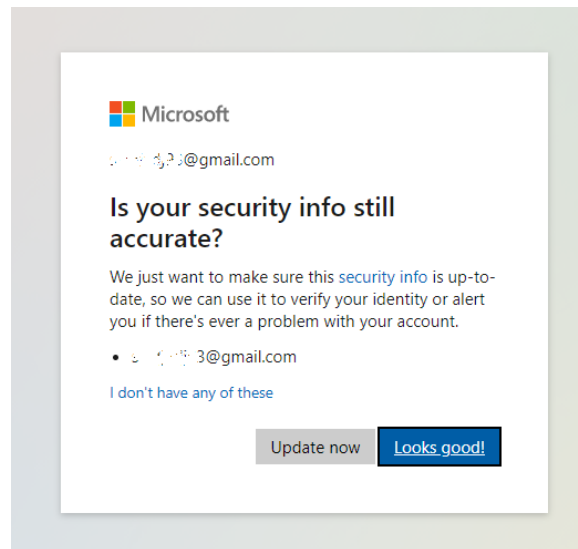 Microsoft
@gmail.com
Is your security info still
accurate?
We just want to make sure this security info is up-to-
date, so we can use it to verify your identity or alert
you if there's ever a problem with your account.
• 3@gmail.com
I don't have any of these
Update now Looks good!